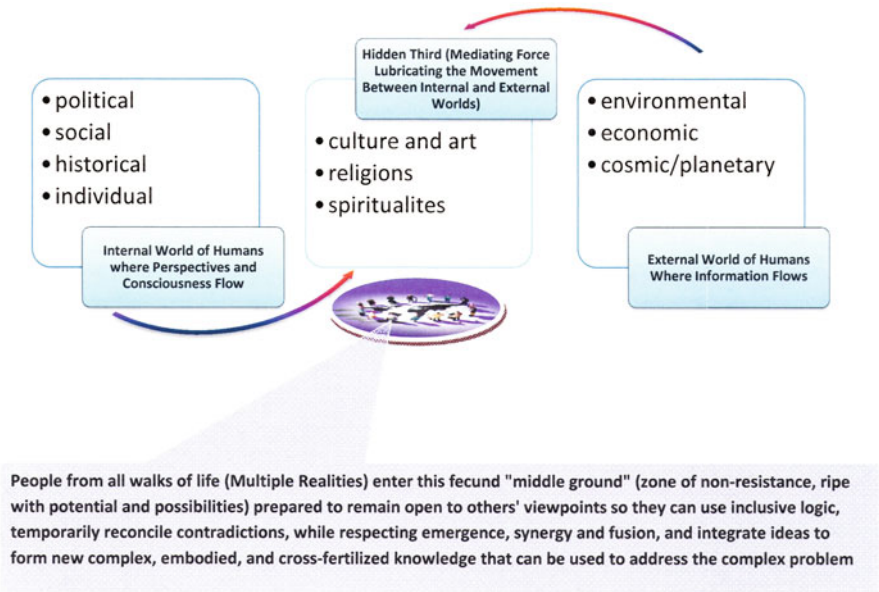 • political
• social
• historical
• individual
Internal World of Humans
where Perspectives and
Consciousness Flow
Hidden Third (Mediating Force
Lubricating the Movement
Between Internal and External
Worlds)
• culture and art
• religions
• spiritualites
• environmental
• economic
• cosmic/planetary
External World of Humans
Where Information Flows
People from all walks of life (Multiple Realities) enter this fecund "middle ground" (zone of non-resistance, ripe
with potential and possibilities) prepared to remain open to others' viewpoints so they can use inclusive logic,
temporarily reconcile contradictions, while respecting emergence, synergy and fusion, and integrate ideas to
form new complex, embodied, and cross-fertilized knowledge that can be used to address the complex problem